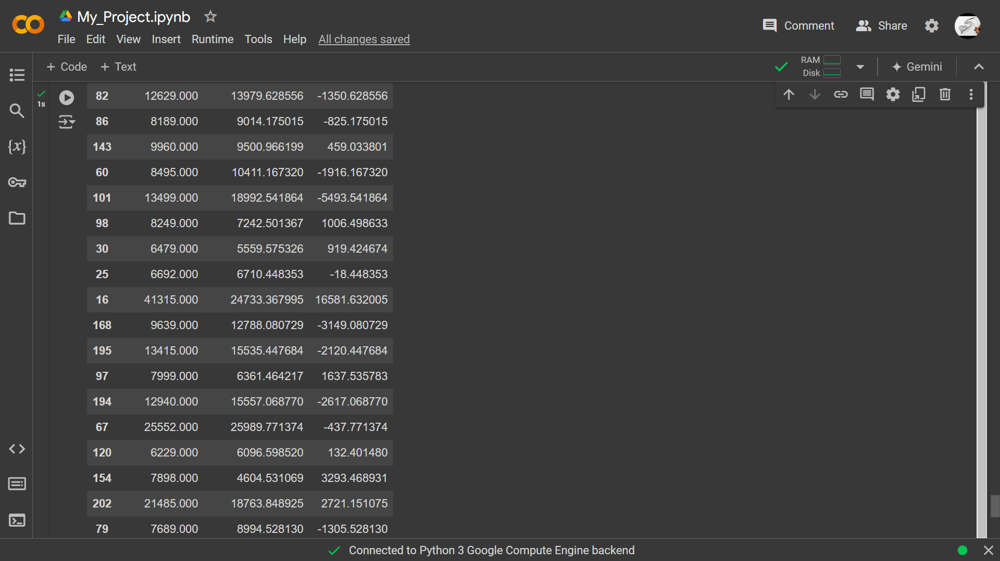 My_Project.ipynb
File Edit View Insert Runtime Tools Help All changes saved
Comment Share
+ Code + Text
RAM
Disk
Gemini
1s
{x}
82 12629.000 13979.628556 -1350.628556
86 8189.000 9014.175015 -825.175015
143 9960.000 9500.966199 459.033801
60 8495.000 10411.167320 -1916.167320
101 13499.000 18992.541864 -5493.541864
98 8249.000 7242.501367 1006.498633
30 6479.000 5559.575326 919.424674
25 6692.000 6710.448353 -18.448353
16 41315.000 24733.367995 16581.632005
168 9639.000 12788.080729 -3149.080729
195 13415.000 15535.447684 -2120.447684
97 7999.000 6361.464217 1637.535783
194 12940.000 15557.068770 -2617.068770
67 25552.000 25989.771374 -437.771374
120 6229.000 6096.598520 132.401480
154 7898.000 4604.531069 3293.468931
202 21485.000 18763.848925 2721.151075
79 7689.000 8994.528130 -1305.528130
Connected to Python 3 Google Compute Engine backend